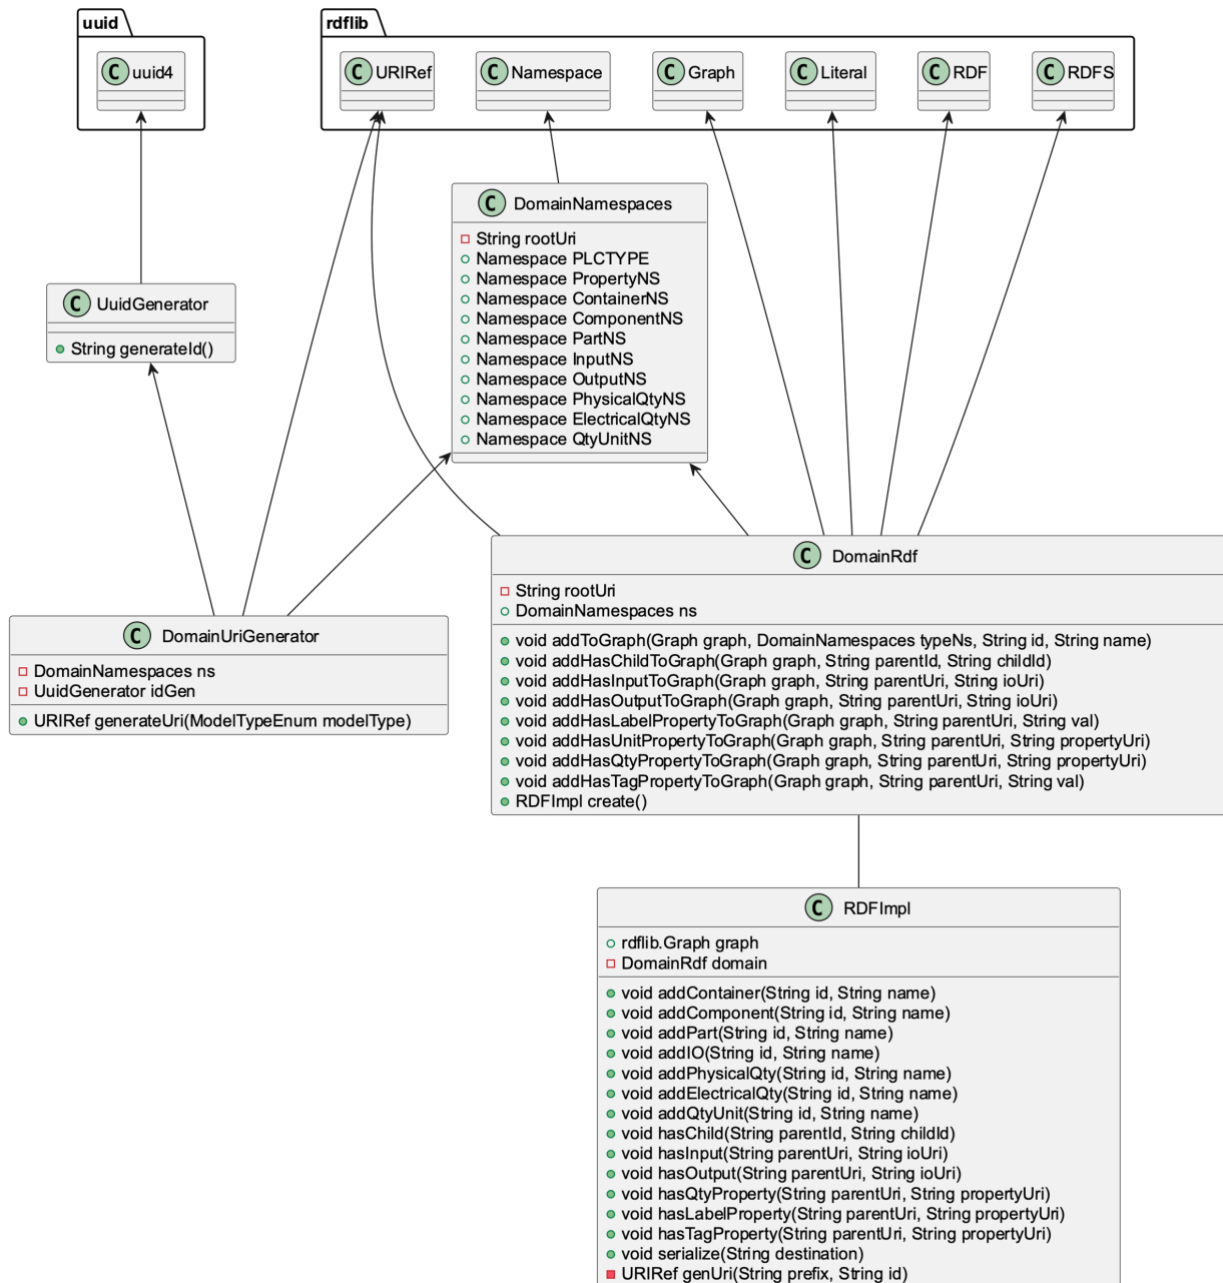 uuid
rdflib
C uuid4
C URIRef
C Namespace
C Graph
C Literal
C RDF
C RDFS
C DomainNamespaces
String rootUri
Namespace PLCTYPE
Namespace PropertyNS
Namespace ContainerNS
Namespace ComponentNS
Namespace PartNS
Namespace InputNS
Namespace OutputNS
Namespace PhysicalQtyNS
Namespace ElectricalQtyNS
Namespace QtyUnitNS
C UuidGenerator
String generateId()
C DomainUriGenerator
DomainNamespaces ns
UuidGenerator idGen
URIRef generateUri(ModelTypeEnum modelType)
C DomainRdf
String rootUri
DomainNamespaces ns
void addToGraph(Graph graph, DomainNamespaces typeNs, String id, String name)
void addHasChildToGraph(Graph graph, String parentId, String childId)
void addHasInputToGraph(Graph graph, String parentUri, String ioUri)
void addHasOutputToGraph(Graph graph, String parentUri, String ioUri)
void addHasLabelPropertyToGraph(Graph graph, String parentUri, String val)
void addHasUnitPropertyToGraph(Graph graph, String parentUri, String propertyUri)
void addHasQtyPropertyToGraph(Graph graph, String parentUri, String propertyUri)
void addHasTagPropertyToGraph(Graph graph, String parentUri, String val)
RDFImpl create()
C RDFImpl
rdflib.Graph graph
DomainRdf domain
void addContainer(String id, String name)
void addComponent(String id, String name)
void addPart(String id, String name)
void addIO(String id, String name)
void addPhysicalQty(String id, String name)
void addElectricalQty(String id, String name)
void addQtyUnit(String id, String name)
void hasChild(String parentId, String childId)
void hasInput(String parentUri, String ioUri)
void hasOutput(String parentUri, String ioUri)
void hasQtyProperty(String parentUri, String propertyUri)
void hasLabelProperty(String parentUri, String propertyUri)
void hasTagProperty(String parentUri, String propertyUri)
void serialize(String destination)
URIRef genUri(String prefix, String id)